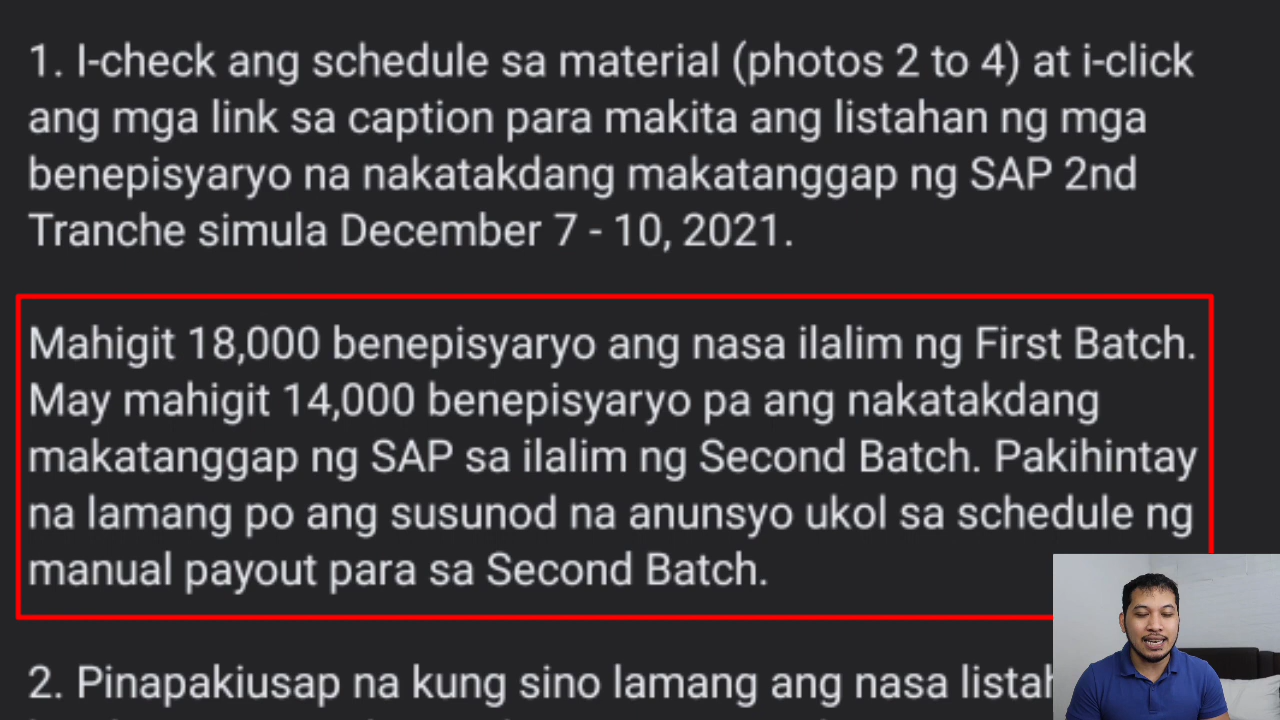 1. I-check ang schedule sa material (photos 2 to 4) at i-click
ang mga link sa caption para makita ang listahan ng mga
benepisyaryo na nakatakdang makatanggap ng SAP 2nd
Tranche simula December 7 - 10, 2021.
Mahigit 18,000 benepisyaryo ang nasa ilalim ng First Batch.
May mahigit 14,000 benepisyaryo pa ang nakatakdang
makatanggap ng SAP sa ilalim ng Second Batch. Pakihintay
na lamang po ang susunod na anunsyo ukol sa schedule ng
manual payout para sa Second Batch.
2. Pinapakiusap na kung sino lamang ang nasa